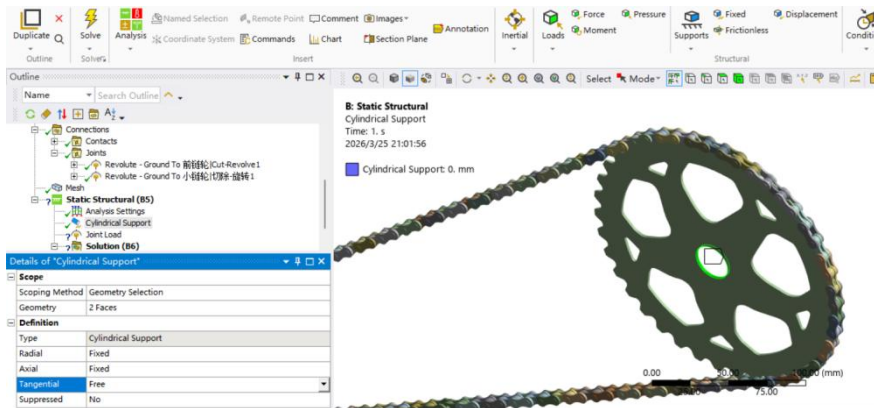 Named Selection Remote Point Comment Images Annotation Force Pressure Fixed Displacement
Duplicate Q Solve Analysis Coordinate System Commands Chart Section Plane Inertial Loads Moment Supports Frictionless
Outline Solver Insert Structural
Outline
Name Search Outline
Select Mode
Connections
Contacts
Joints
Revolute - Ground To 前链轮|Cut-Revolve1
Revolute - Ground To 小链轮|切除-旋转1
Mesh
Static Structural (B5)
Analysis Settings
Cylindrical Support
Joint Load
Solution (B6)
B: Static Structural
Cylindrical Support
Time: 1. s
2026/3/25 21:01:56
Cylindrical Support: 0. mm
Details of "Cylindrical Support"
Scope
Scoping Method Geometry Selection
Geometry 2 Faces
Definition
Type Cylindrical Support
Radial Fixed
Axial Fixed
Tangential Free
Suppressed No
0.00 50.00 100.00 (mm)
75.00